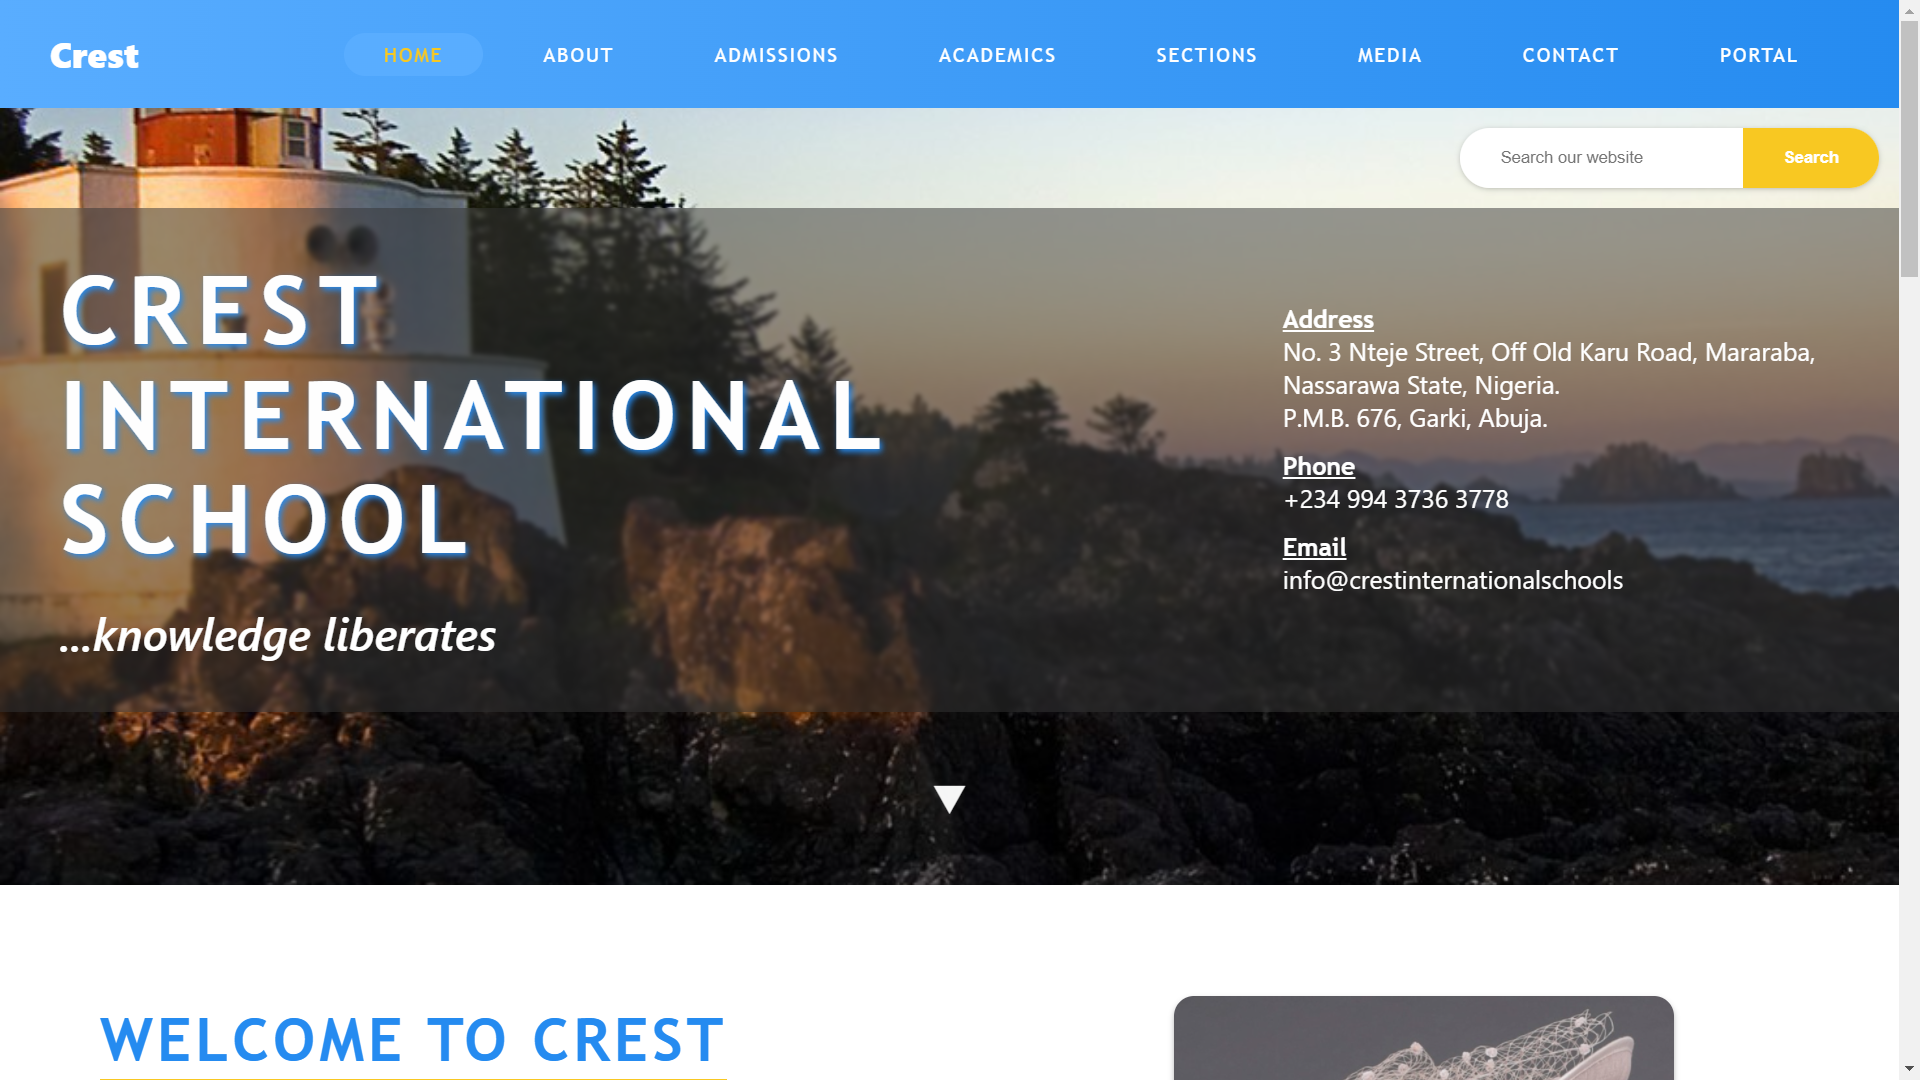 Crest
HOME
ABOUT
ADMISSIONS
ACADEMICS
SECTIONS
MEDIA
CONTACT
PORTAL
Search our website
Search
CREST
INTERNATIONAL
SCHOOL
...knowledge liberates
Address
No. 3 Nteje Street, Off Old Karu Road, Mararaba,
Nassarawa State, Nigeria.
P.M.B. 676, Garki, Abuja.
Phone
+234 994 3736 3778
Email
info@crestinternationalschools
WELCOME TO CREST